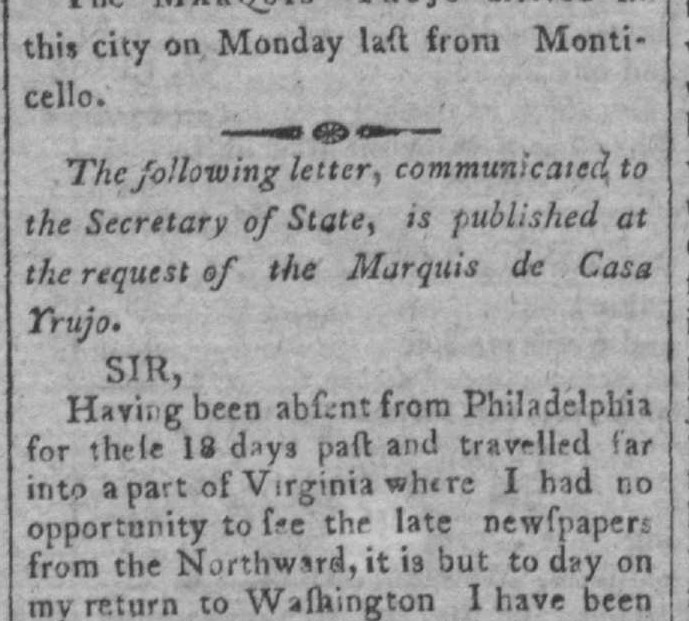 this city on Monday laſt from Monti-
cello.
The following letter, communicated to
the Secretary of State, is published at
the request of the Marquis de Casa
Yrujo.
SIR,
Having been abſent from Philadelphia
for theſe 18 days paſt and travelled far
into a part of Virginia where I had no
opportunity to ſee the late newſpapers
from the Northward, it is but to day on
my return to Waſhington I have been